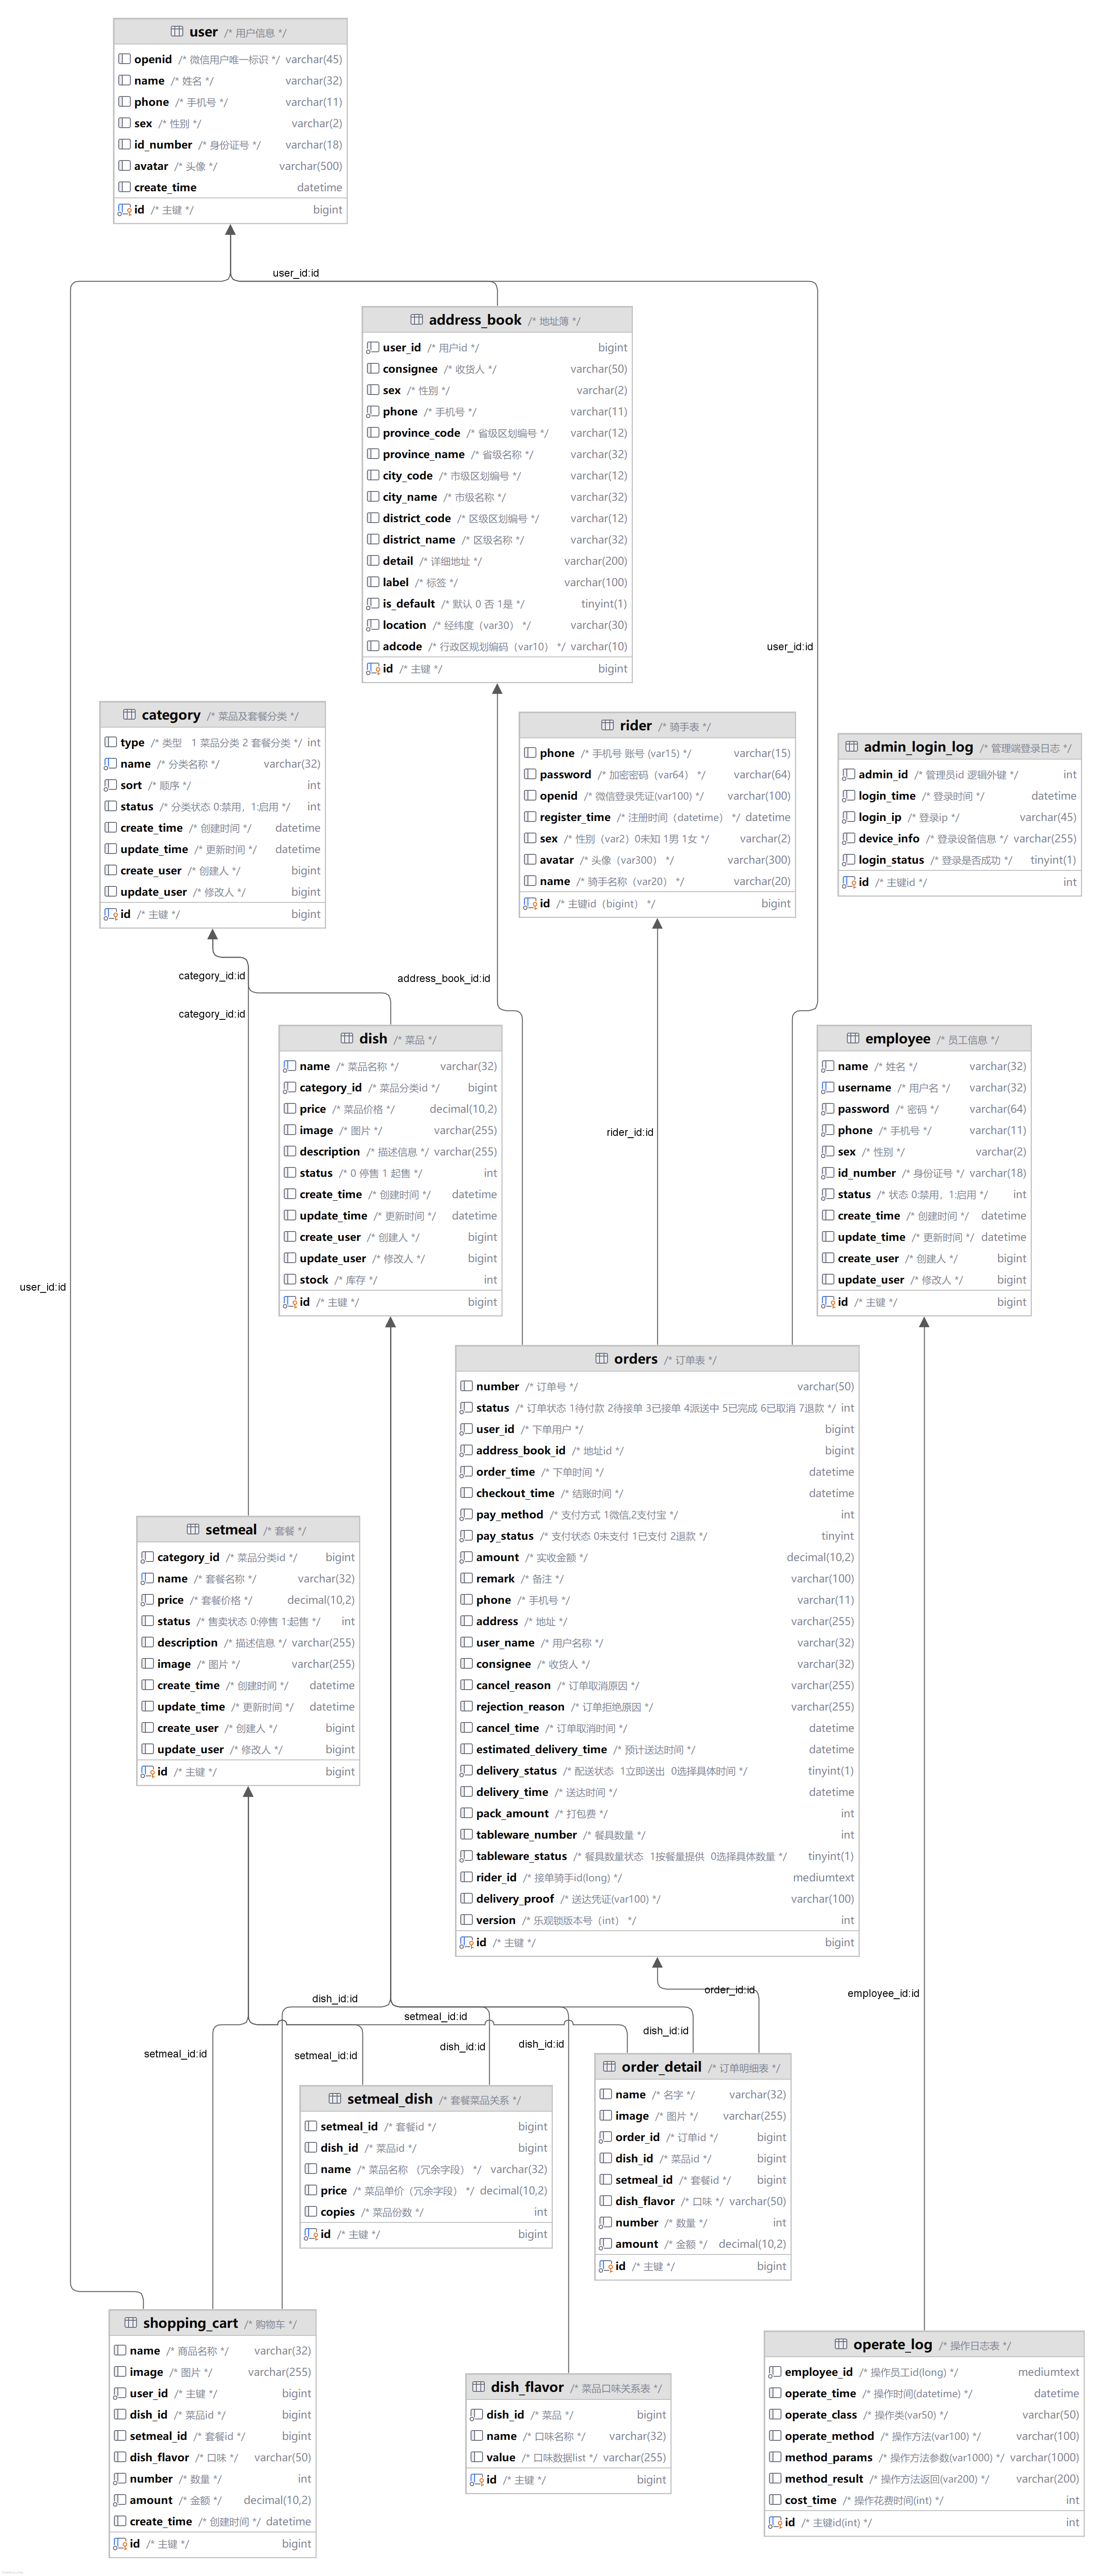 user /* 用户信息 */
openid /* 微信用户唯一标识 */ varchar(45)
name /* 姓名 */ varchar(32)
phone /* 手机号 */ varchar(11)
sex /* 性别 */ varchar(2)
id_number /* 身份证号 */ varchar(18)
avatar /* 头像 */ varchar(500)
create_time datetime
id /* 主键 */ bigint
user_id:id
address_book /* 地址簿 */
user_id /* 用户id */ bigint
consignee /* 收货人 */ varchar(50)
sex /* 性别 */ varchar(2)
phone /* 手机号 */ varchar(11)
province_code /* 省级区划编号 */ varchar(12)
province_name /* 省级名称 */ varchar(32)
city_code /* 市级区划编号 */ varchar(12)
city_name /* 市级名称 */ varchar(32)
district_code /* 区级区划编号 */ varchar(12)
district_name /* 区级名称 */ varchar(32)
detail /* 详细地址 */ varchar(200)
label /* 标签 */ varchar(100)
is_default /* 默认 0 否 1是 */ tinyint(1)
location /* 经纬度（var30） */ varchar(30)
adcode /* 行政区规划编码（var10） */ varchar(10)
id /* 主键 */ bigint
user_id:id
category /* 菜品及套餐分类 */
type /* 类型   1 菜品分类 2 套餐分类 */ int
name /* 分类名称 */ varchar(32)
sort /* 顺序 */ int
status /* 分类状态 0:禁用，1:启用 */ int
create_time /* 创建时间 */ datetime
update_time /* 更新时间 */ datetime
create_user /* 创建人 */ bigint
update_user /* 修改人 */ bigint
id /* 主键 */ bigint
rider /* 骑手表 */
phone /* 手机号 账号 (var15) */ varchar(15)
password /* 加密密码（var64） */ varchar(64)
openid /* 微信登录凭证(var100) */ varchar(100)
register_time /* 注册时间（datetime） */ datetime
sex /* 性别（var2）0未知 1男 1女 */ varchar(2)
avatar /* 头像（var300） */ varchar(300)
name /* 骑手名称（var20） */ varchar(20)
id /* 主键id（bigint） */ bigint
admin_login_log /* 管理端登录日志 */
admin_id /* 管理员id 逻辑外键 */ int
login_time /* 登录时间 */ datetime
login_ip /* 登录ip */ varchar(45)
device_info /* 登录设备信息 */ varchar(255)
login_status /* 登录是否成功 */ tinyint(1)
id /* 主键id */ int
category_id:id
address_book_id:id
category_id:id
dish /* 菜品 */
name /* 菜品名称 */ varchar(32)
category_id /* 菜品分类id */ bigint
price /* 菜品价格 */ decimal(10,2)
image /* 图片 */ varchar(255)
description /* 描述信息 */ varchar(255)
status /* 0 停售 1 起售 */ int
create_time /* 创建时间 */ datetime
update_time /* 更新时间 */ datetime
create_user /* 创建人 */ bigint
update_user /* 修改人 */ bigint
stock /* 库存 */ int
id /* 主键 */ bigint
rider_id:id
employee /* 员工信息 */
name /* 姓名 */ varchar(32)
username /* 用户名 */ varchar(32)
password /* 密码 */ varchar(64)
phone /* 手机号 */ varchar(11)
sex /* 性别 */ varchar(2)
id_number /* 身份证号 */ varchar(18)
status /* 状态 0:禁用，1:启用 */ int
create_time /* 创建时间 */ datetime
update_time /* 更新时间 */ datetime
create_user /* 创建人 */ bigint
update_user /* 修改人 */ bigint
id /* 主键 */ bigint
user_id:id
orders /* 订单表 */
number /* 订单号 */ varchar(50)
status /* 订单状态 1待付款 2待接单 3已接单 4派送中 5已完成 6已取消 7退款 */ int
user_id /* 下单用户 */ bigint
address_book_id /* 地址id */ bigint
order_time /* 下单时间 */ datetime
checkout_time /* 结账时间 */ datetime
pay_method /* 支付方式 1微信,2支付宝 */ int
pay_status /* 支付状态 0未支付 1已支付 2退款 */ tinyint
amount /* 实收金额 */ decimal(10,2)
remark /* 备注 */ varchar(100)
phone /* 手机号 */ varchar(11)
address /* 地址 */ varchar(255)
user_name /* 用户名称 */ varchar(32)
consignee /* 收货人 */ varchar(32)
cancel_reason /* 订单取消原因 */ varchar(255)
rejection_reason /* 订单拒绝原因 */ varchar(255)
cancel_time /* 订单取消时间 */ datetime
estimated_delivery_time /* 预计送达时间 */ datetime
delivery_status /* 配送状态  1立即送出  0选择具体时间 */ tinyint(1)
delivery_time /* 送达时间 */ datetime
pack_amount /* 打包费 */ int
tableware_number /* 餐具数量 */ int
tableware_status /* 餐具数量状态  1按餐量提供  0选择具体数量 */ tinyint(1)
rider_id /* 接单骑手id(long) */ mediumtext
delivery_proof /* 送达凭证(var100) */ varchar(100)
version /* 乐观锁版本号（int） */ int
id /* 主键 */ bigint
setmeal /* 套餐 */
category_id /* 菜品分类id */ bigint
name /* 套餐名称 */ varchar(32)
price /* 套餐价格 */ decimal(10,2)
status /* 售卖状态 0:停售 1:起售 */ int
description /* 描述信息 */ varchar(255)
image /* 图片 */ varchar(255)
create_time /* 创建时间 */ datetime
update_time /* 更新时间 */ datetime
create_user /* 创建人 */ bigint
update_user /* 修改人 */ bigint
id /* 主键 */ bigint
order_id:id
employee_id:id
dish_id:id
setmeal_id:id
dish_id:id
dish_id:id
dish_id:id
setmeal_id:id
setmeal_id:id
order_detail /* 订单明细表 */
name /* 名字 */ varchar(32)
image /* 图片 */ varchar(255)
order_id /* 订单id */ bigint
dish_id /* 菜品id */ bigint
setmeal_id /* 套餐id */ bigint
dish_flavor /* 口味 */ varchar(50)
number /* 数量 */ int
amount /* 金额 */ decimal(10,2)
id /* 主键 */ bigint
setmeal_dish /* 套餐菜品关系 */
setmeal_id /* 套餐id */ bigint
dish_id /* 菜品id */ bigint
name /* 菜品名称 （冗余字段） */ varchar(32)
price /* 菜品单价（冗余字段） */ decimal(10,2)
copies /* 菜品份数 */ int
id /* 主键 */ bigint
shopping_cart /* 购物车 */
name /* 商品名称 */ varchar(32)
image /* 图片 */ varchar(255)
user_id /* 主键 */ bigint
dish_id /* 菜品id */ bigint
setmeal_id /* 套餐id */ bigint
dish_flavor /* 口味 */ varchar(50)
number /* 数量 */ int
amount /* 金额 */ decimal(10,2)
create_time /* 创建时间 */ datetime
id /* 主键 */ bigint
dish_flavor /* 菜品口味关系表 */
dish_id /* 菜品 */ bigint
name /* 口味名称 */ varchar(32)
value /* 口味数据list */ varchar(255)
id /* 主键 */ bigint
operate_log /* 操作日志表 */
employee_id /* 操作员工id(long) */ mediumtext
operate_time /* 操作时间(datetime) */ datetime
operate_class /* 操作类(var50) */ varchar(50)
operate_method /* 操作方法(var100) */ varchar(100)
method_params /* 操作方法参数(var1000) */ varchar(1000)
method_result /* 操作方法返回(var200) */ varchar(200)
cost_time /* 操作花费时间(int) */ int
id /* 主键id(int) */ int